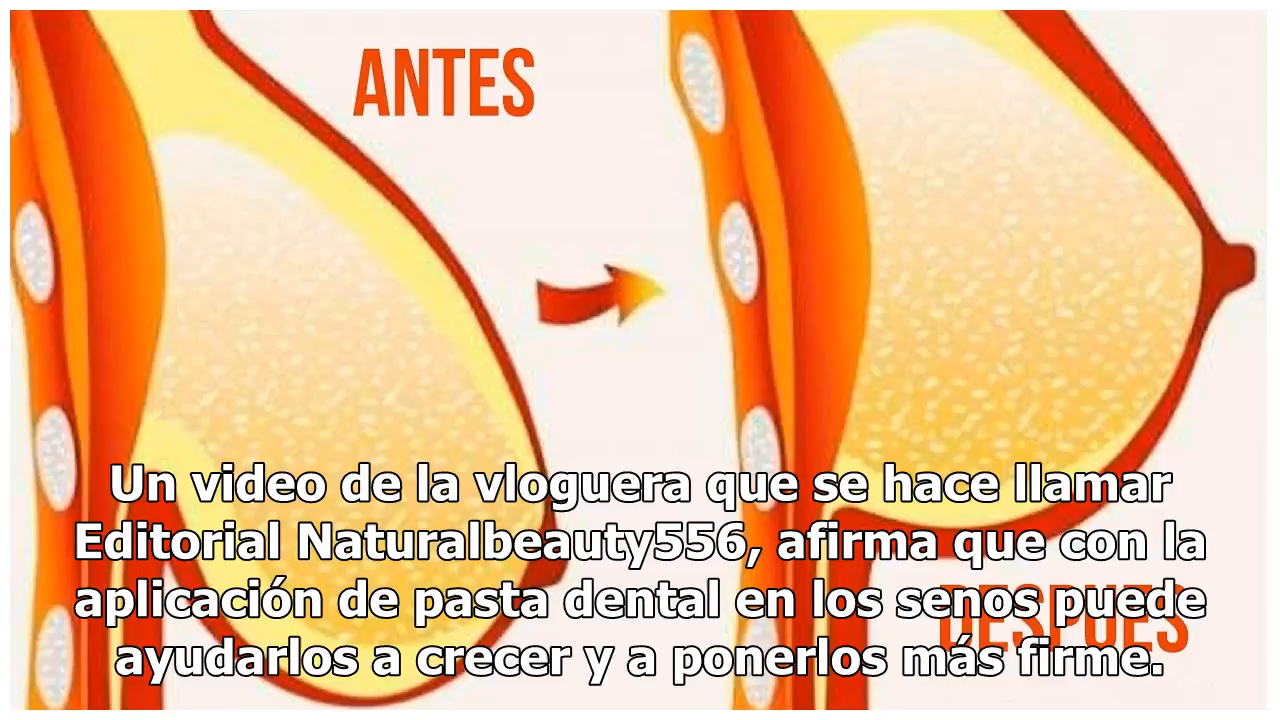 ANTES
DESPUES
Un video de la vloguera que se hace llamar
Editorial Naturalbeauty556, afirma que con la
aplicación de pasta dental en los senos puede
ayudarlos a crecer y a ponerlos más firme.